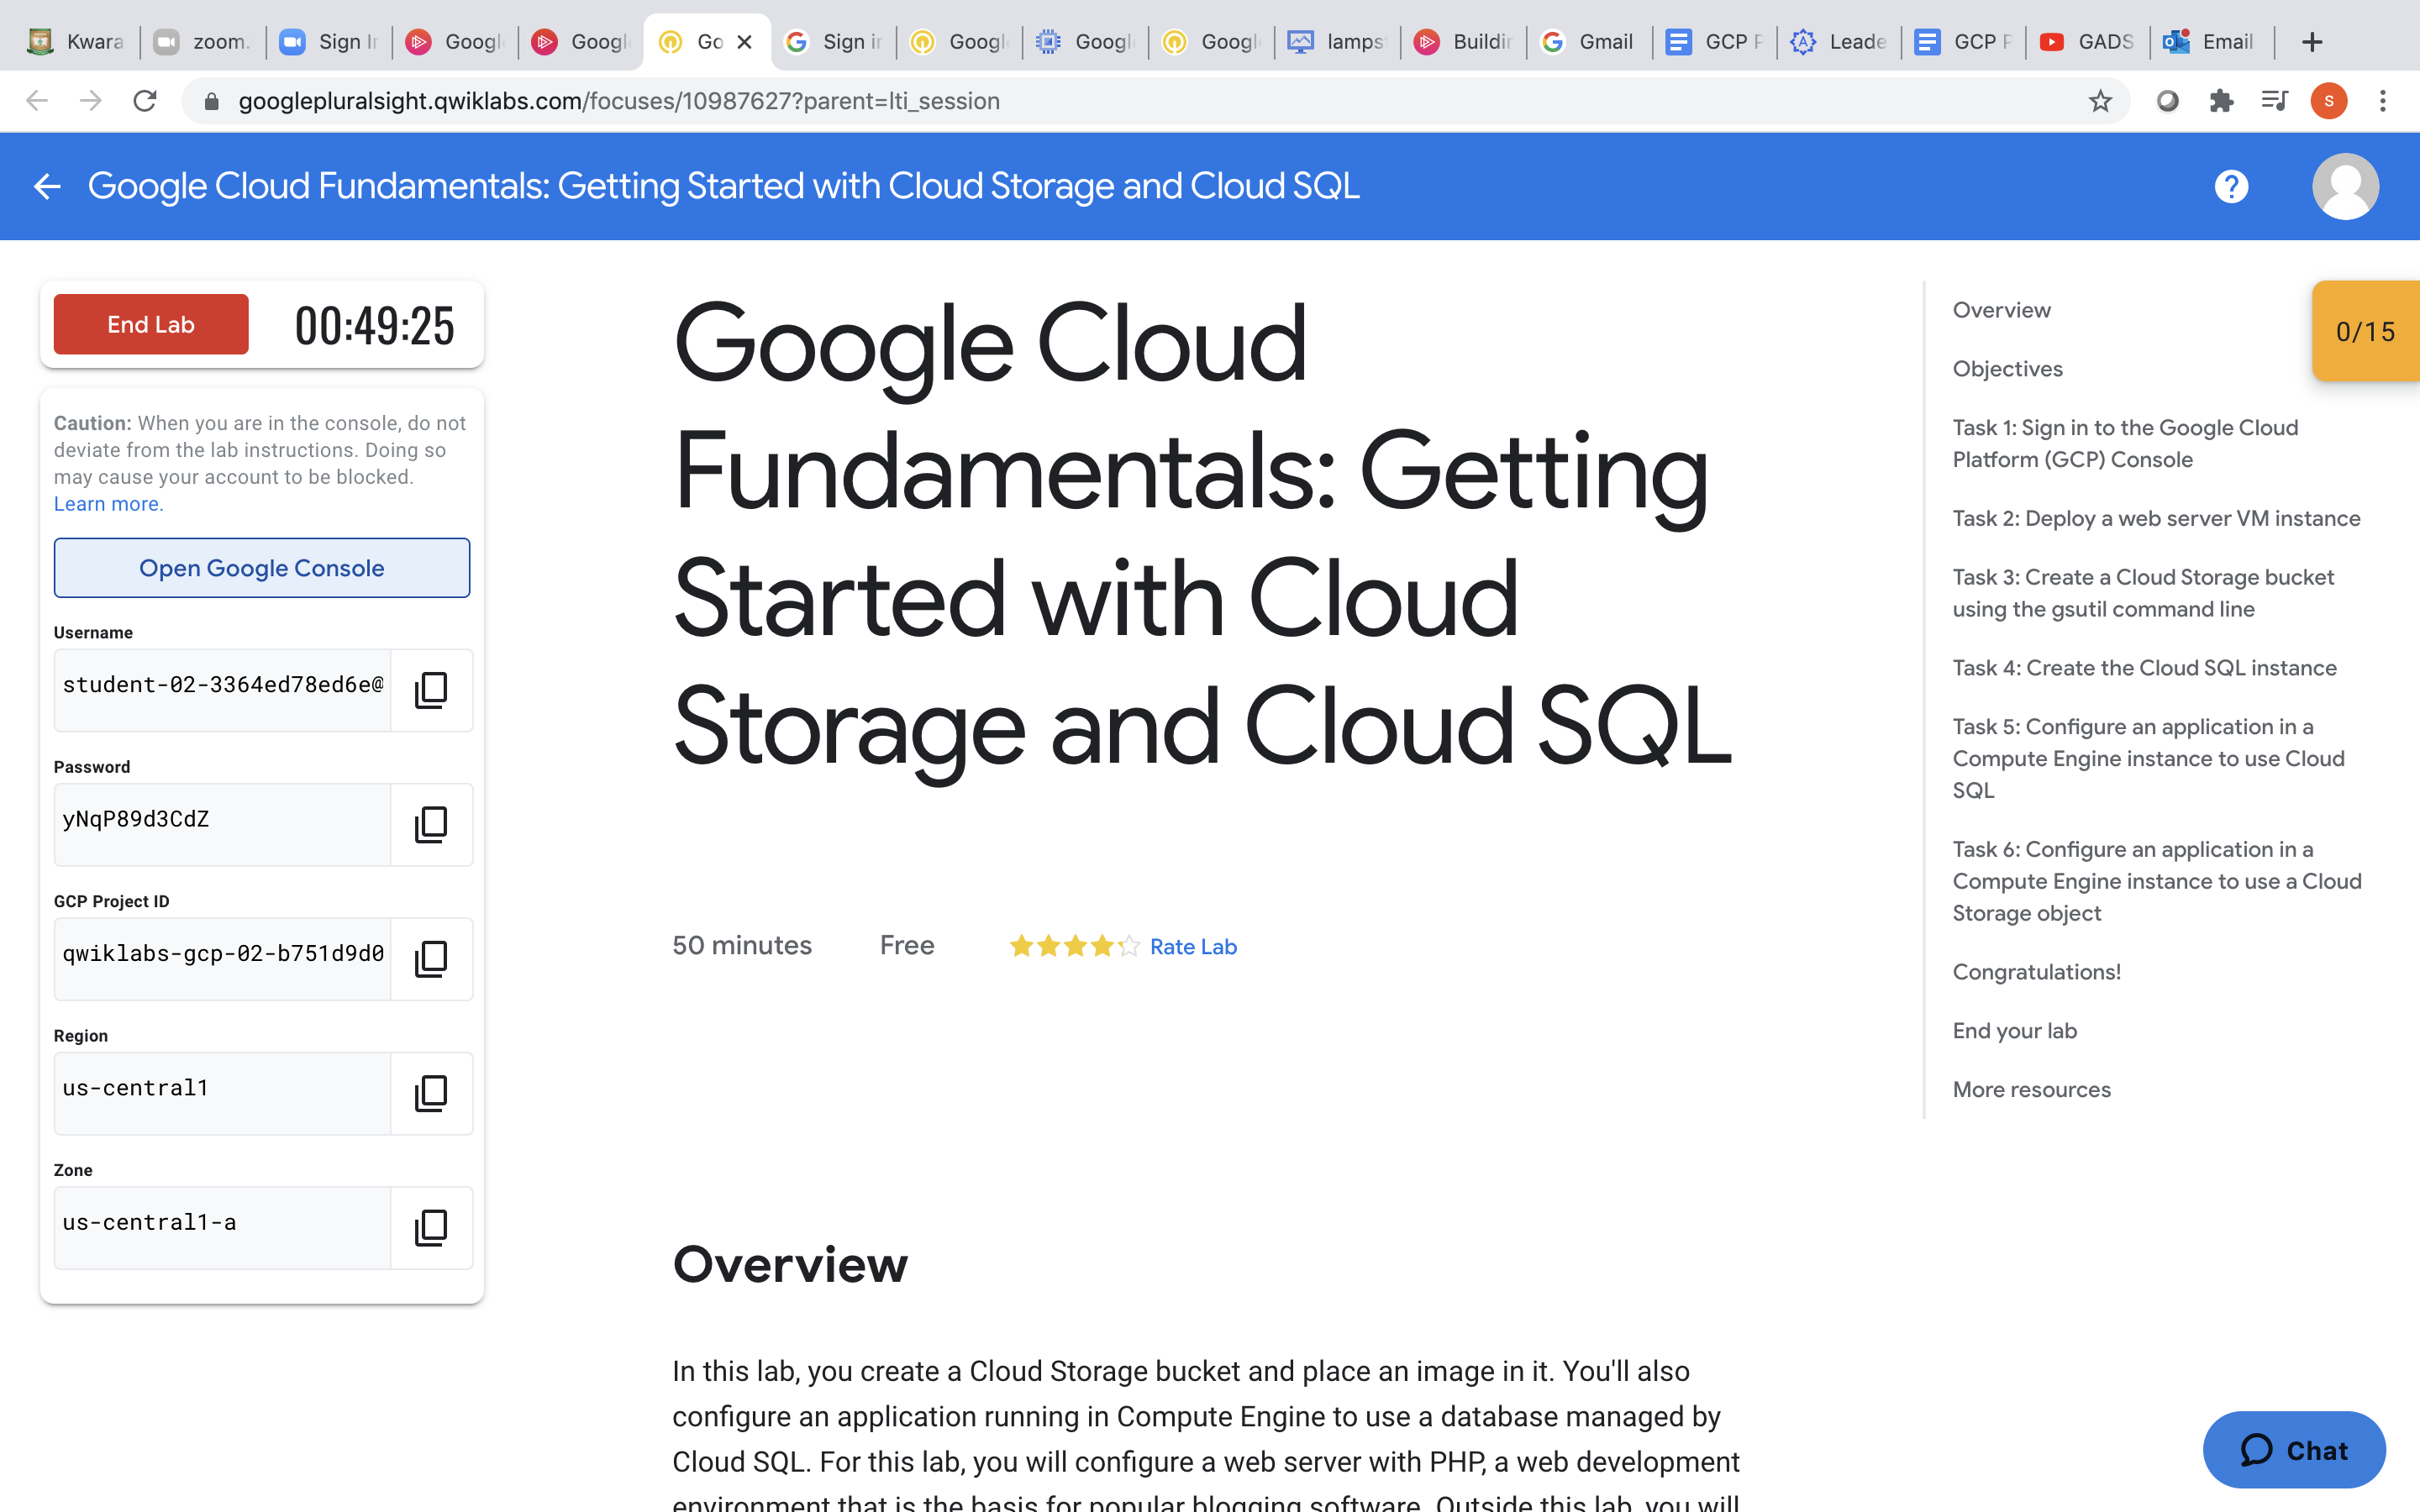 Kwara
zoom.
Sign In
Google
Google
Go
Sign in
Google
Google
Google
lamps
Buildin
Gmail
GCP P
Leade
GCP P
GADS
Email
googlepluralsight.qwiklabs.com/focuses/10987627?parent=lti_session
S
Google Cloud Fundamentals: Getting Started with Cloud Storage and Cloud SQL
?
End Lab
00:49:25
Caution: When you are in the console, do not
deviate from the lab instructions. Doing so
may cause your account to be blocked.
Learn more.
Open Google Console
Username
student-02-3364ed78ed6e@
Password
yNqP89d3CdZ
GCP Project ID
qwiklabs-gcp-02-b751d9d0
Region
us-central1
Zone
us-central1-a
Google Cloud
Fundamentals: Getting
Started with Cloud
Storage and Cloud SQL
50 minutes
Free
Rate Lab
Overview
In this lab, you create a Cloud Storage bucket and place an image in it. You'll also
configure an application running in Compute Engine to use a database managed by
Cloud SQL. For this lab, you will configure a web server with PHP, a web development
environment that is the basis for popular blogging software. Outside this lab, you will
Overview
Objectives
Task 1: Sign in to the Google Cloud
Platform (GCP) Console
Task 2: Deploy a web server VM instance
Task 3: Create a Cloud Storage bucket
using the gsutil command line
Task 4: Create the Cloud SQL instance
Task 5: Configure an application in a
Compute Engine instance to use Cloud
SQL
Task 6: Configure an application in a
Compute Engine instance to use a Cloud
Storage object
Congratulations!
End your lab
More resources
0/15
Chat